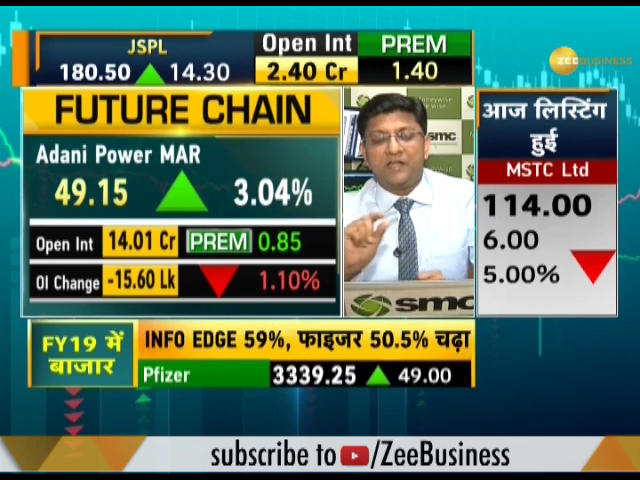 JSPL
180.50 14.30
Open Int
2.40 Cr
PREM
1.40
ZEEBUSINESS
FUTURE CHAIN
Adani Power MAR
49.15 3.04%
Open Int 14.01 Cr PREM 0.85
OI Change -15.60 Lk 1.10%
smc
smc
आज लिस्टिंग
हुई
MSTC Ltd
114.00
6.00
5.00%
FY19 में
बाजार
INFO EDGE 59%, फाइजर 50.5% चढ़ा
Pfizer 3339.25 49.00
subscribe to /ZeeBusiness